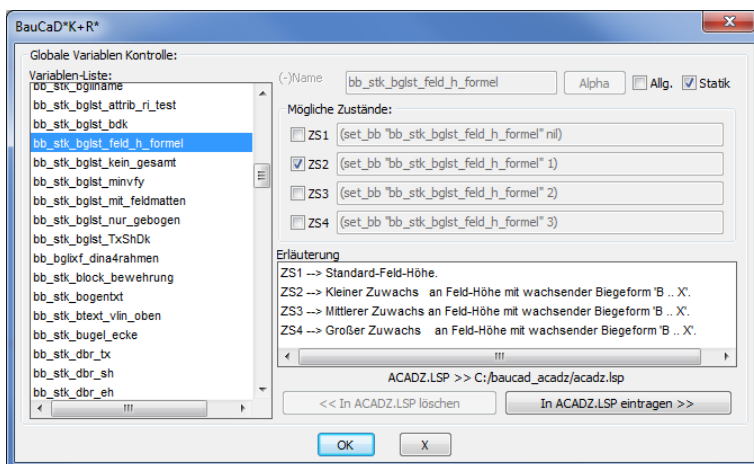 BauCaD*K+R*
Globale Variablen Kontrolle:
Variablen-Liste:
bb_stk_bgliname
bb_stk_bglst_attrib_ri_test
bb_stk_bglst_bdk
bb_stk_bglst_feld_h_formel
bb_stk_bglst_kein_gesamt
bb_stk_bglst_minvfy
bb_stk_bglst_mit_feldmatten
bb_stk_bglst_nur_gebogen
bb_stk_bglst_TxShDk
bb_bglixf_dina4rahmen
bb_stk_block_bewehrung
bb_stk_bogentxt
bb_stk_btext_vlin_oben
bb_stk_bugel_ecke
bb_stk_dbr_tx
bb_stk_dbr_sh
bb_stk_dbr_eh
(-)Name bb_stk_bglst_feld_h_formel Alpha Allg. Statik
Mögliche Zustände:
ZS1 (set_bb "bb_stk_bglst_feld_h_formel" nil)
ZS2 (set_bb "bb_stk_bglst_feld_h_formel" 1)
ZS3 (set_bb "bb_stk_bglst_feld_h_formel" 2)
ZS4 (set_bb "bb_stk_bglst_feld_h_formel" 3)
Erläuterung
ZS1 --> Standard-Feld-Höhe.
ZS2 --> Kleiner Zuwachs an Feld-Höhe mit wachsender Biegeform 'B .. X'.
ZS3 --> Mittlerer Zuwachs an Feld-Höhe mit wachsender Biegeform 'B .. X'.
ZS4 --> Großer Zuwachs an Feld-Höhe mit wachsender Biegeform 'B .. X'.
ACADZ.LSP >> C:/baucad_acadz/acadz.lsp
<< In ACADZ.LSP löschen In ACADZ.LSP eintragen >>
OK X